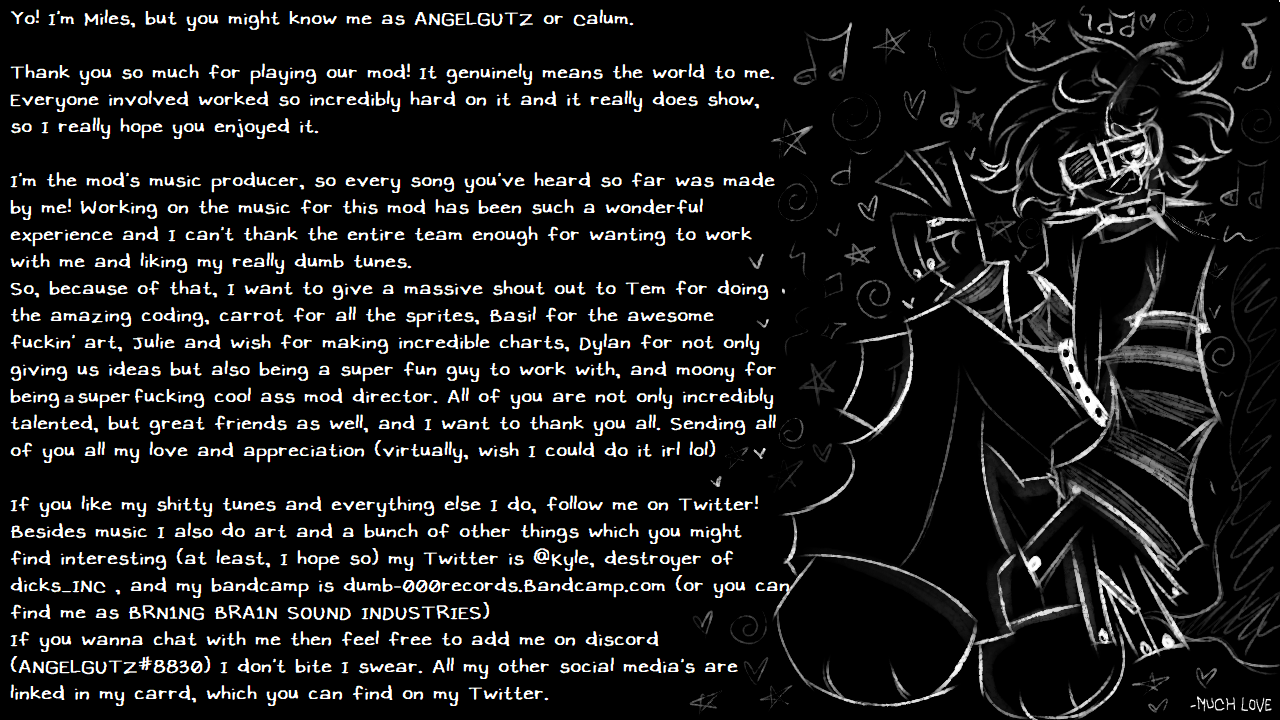 Yo! I'm Miles, but you might know me as ANGELGUTZ or Calum.
Thank you so much for playing our mod! It genuinely means the world to me.
Everyone involved worked so incredibly hard on it and it really does show,
so I really hope you enjoyed it.
I'm the mod's music producer, so every song you've heard so far was made
by me! Working on the music for this mod has been such a wonderful
experience and I can't thank the entire team enough for wanting to work
with me and liking my really dumb tunes.
So, because of that, I want to give a massive shout out to Tem for doing
the amazing coding, carrot for all the sprites, Basil for the awesome
fuckin' art, Julie and wish for making incredible charts, Dylan for not only
giving us ideas but also being a super fun guy to work with, and moony for
being a super fucking cool ass mod director. All of you are not only incredibly
talented, but great friends as well, and I want to thank you all. Sending all
of you all my love and appreciation (virtually, wish I could do it irl lol)
If you like my shitty tunes and everything else I do, follow me on Twitter!
Besides music I also do art and a bunch of other things which you might
find interesting (at least, I hope so) my Twitter is @Kyle, destroyer of
dicks_INC , and my bandcamp is dumb-000records.Bandcamp.com (or you can
find me as BRN1NG BRA1N SOUND INDUSTRIES)
If you wanna chat with me then feel free to add me on discord
(ANGELGUTZ#8830) I don't bite I swear. All my other social media's are
linked in my carrd, which you can find on my Twitter.
-MUCH LOVE